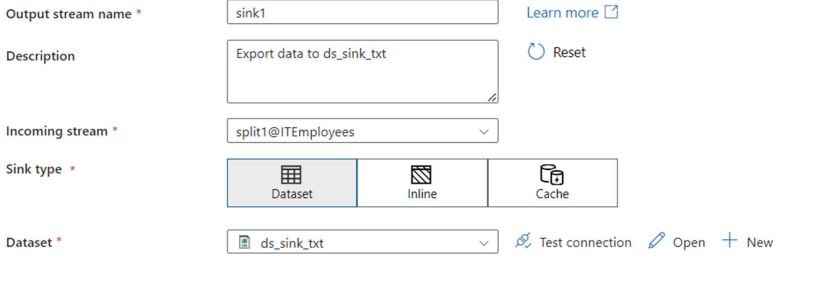 Output stream name * sink1 Learn more
Description Export data to ds_sink_txt Reset
Incoming stream * split1@ITEmployees
Sink type * Dataset Inline Cache
Dataset * ds_sink_txt Test connection Open New